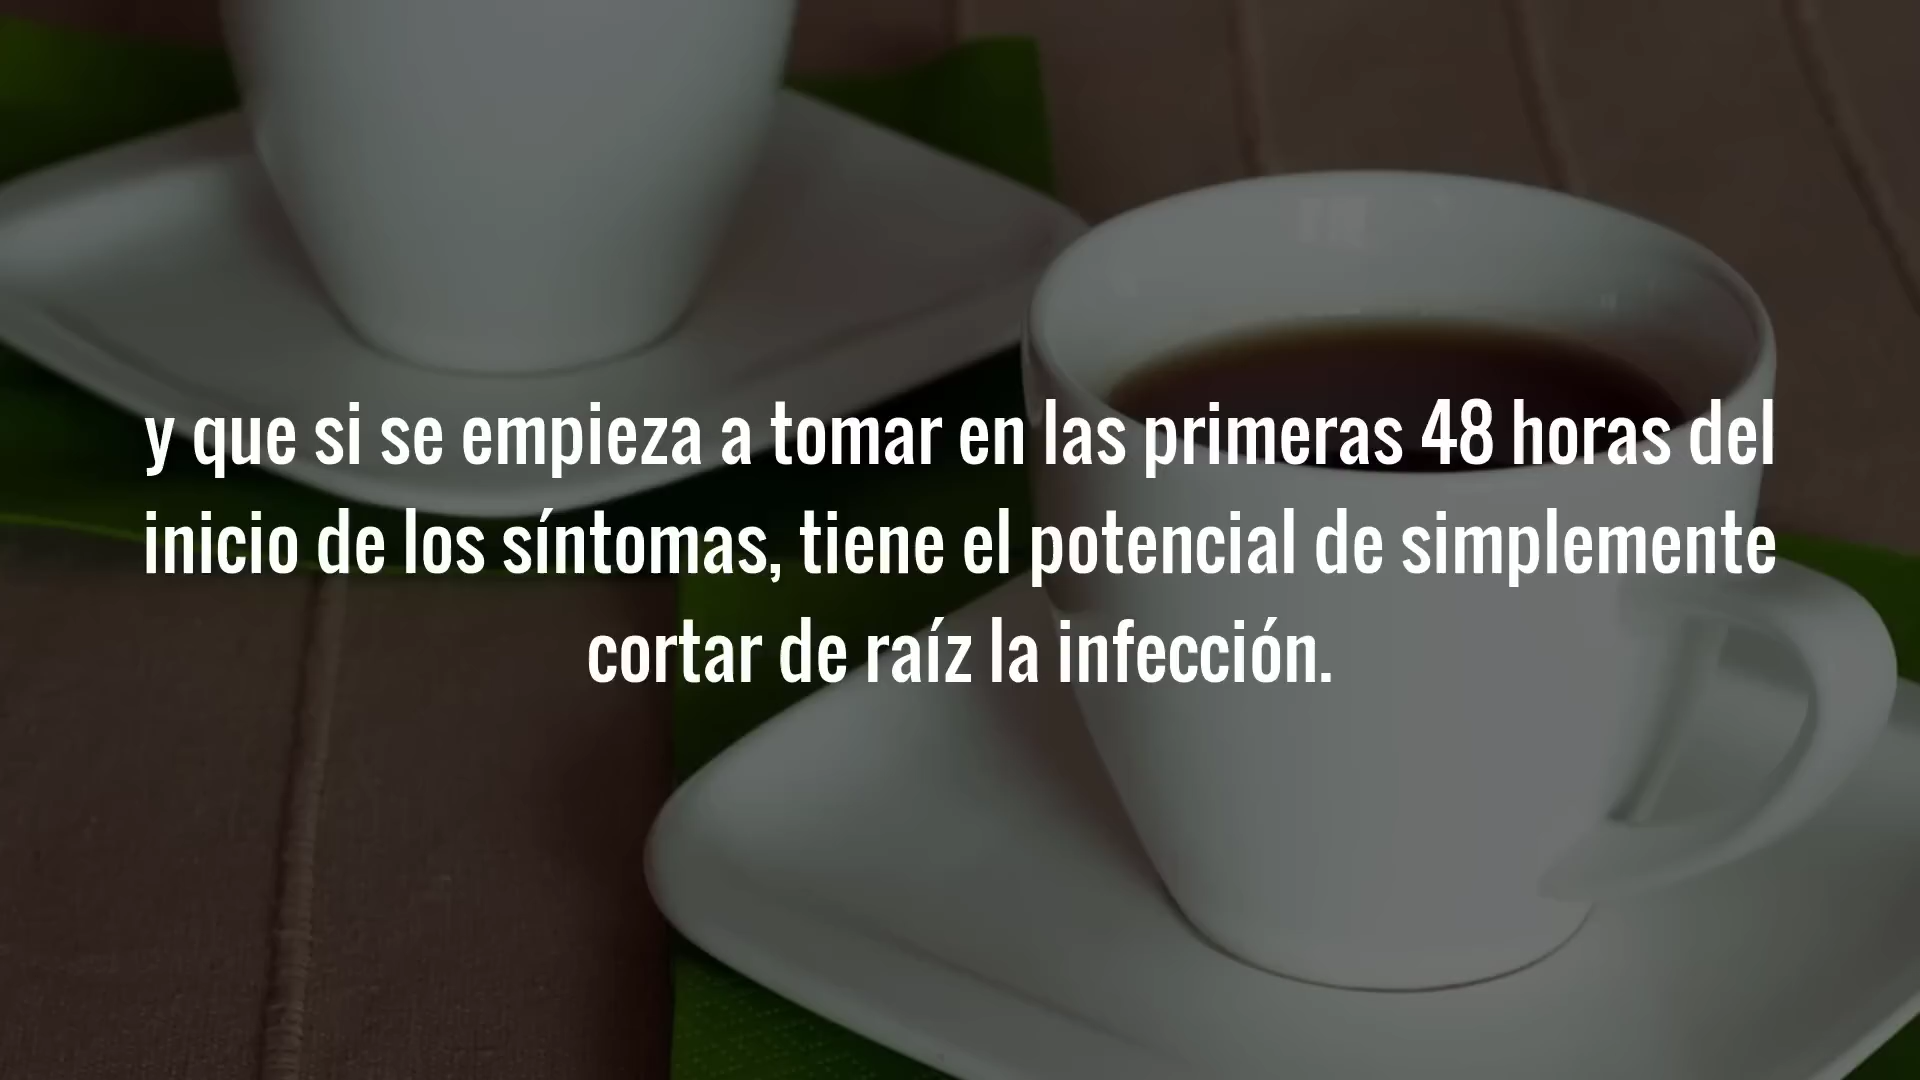 y que si se empieza a tomar en las primeras 48 horas del
inicio de los síntomas, tiene el potencial de simplemente
cortar de raíz la infección.